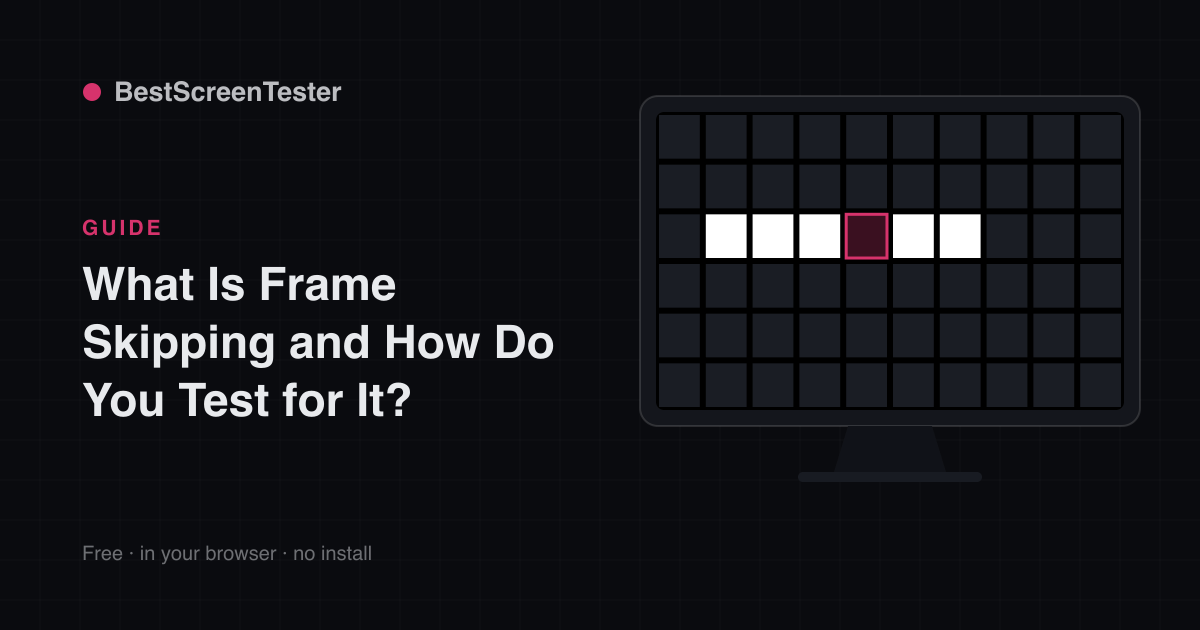 BestScreenTester
GUIDE
What Is Frame
Skipping and How Do
You Test for It?
Free · in your browser · no install